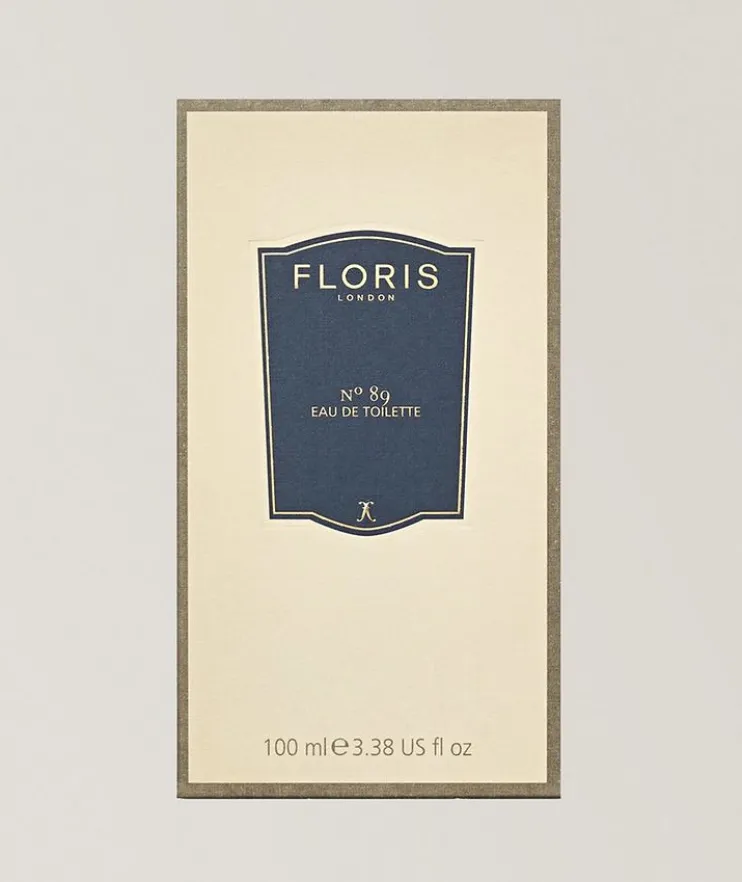 FLORIS
LONDON
Nº 89
EAU DE TOILETTE
100 ml ℮ 3.38 US fl oz